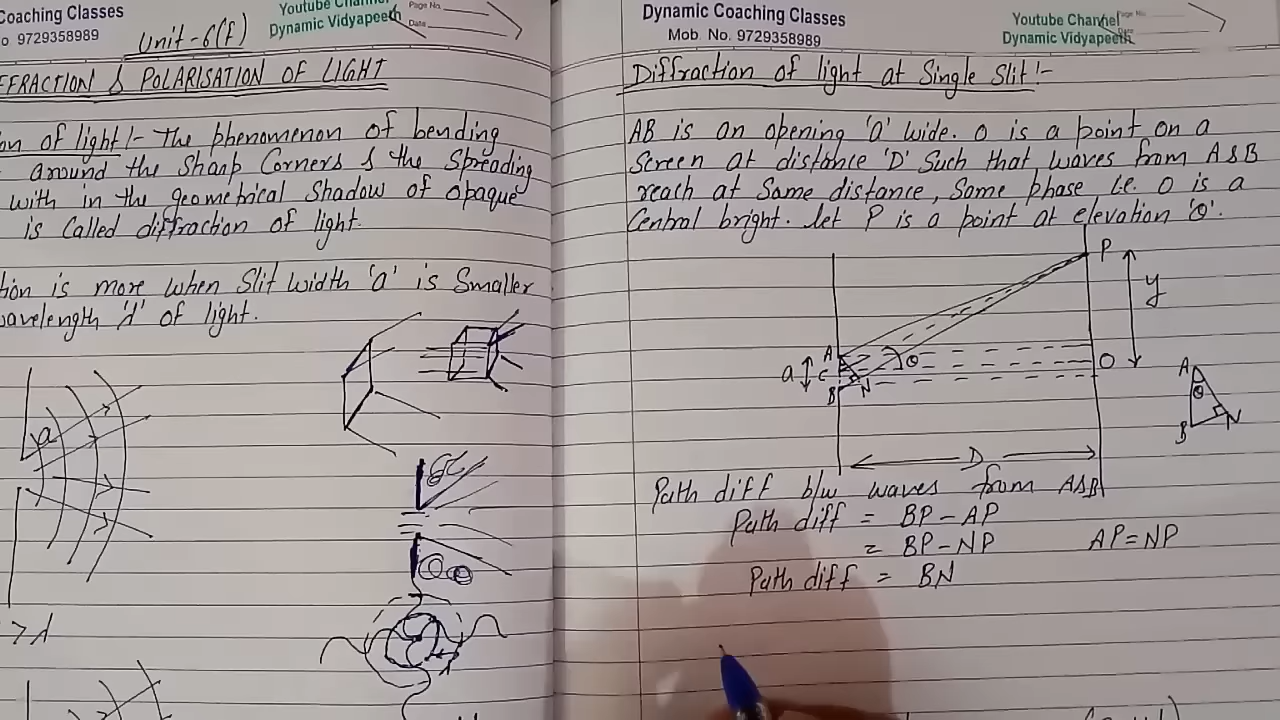 Coaching Classes
o 9729358989
Unit-6(f)
Youtube Channel
Dynamic Vidyapeeth
Page No.
Date
FFRACTION & POLARISATION OF LIGHT
on of light :- The phenomenon of bending
around the Sharp Corners & the Spreading
with in the geometrical Shadow of opaque
is Called diffraction of light.
tion is more when Slit width 'a' is Smaller
wavelength 'λ' of light.
a
> λ
Dynamic Coaching Classes
Mob. No. 9729358989
Youtube Channel
Dynamic Vidyapeeth
Page No.
Diffraction of light at Single Slit :-
AB is an opening 'a' wide. O is a point on a
Screen at distance 'D' Such that waves from A & B
reach at Same distance, Same phase i.e. O is a
Central bright. Let P is a point at elevation 'θ'.
P
y
A
a
C
θ
O
B
N
A
θ
B
N
D
Path diff b/w waves from A & B
Path diff = BP - AP
= BP - NP AP = NP
Path diff = BN